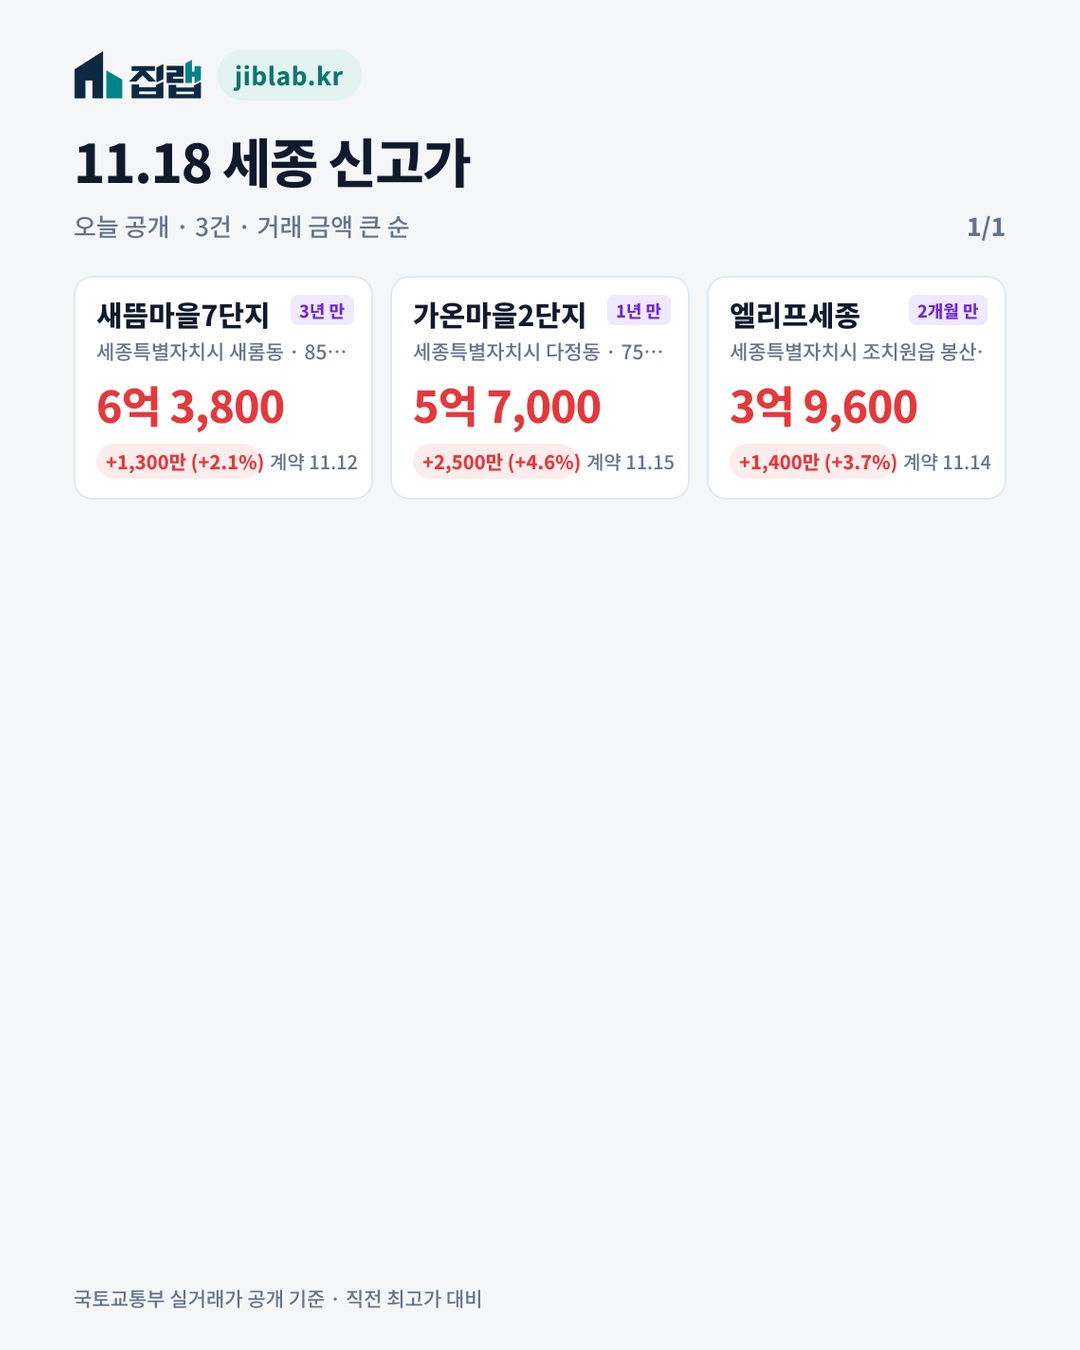 집랩 jiblab.kr
11.18 세종 신고가
오늘 공개 · 3건 · 거래 금액 큰 순 1/1
새뜸마을7단지 3년 만
세종특별자치시 새롬동 · 85…
6억 3,800
+1,300만 (+2.1%) 계약 11.12
가온마을2단지 1년 만
세종특별자치시 다정동 · 75…
5억 7,000
+2,500만 (+4.6%) 계약 11.15
엘리프세종 2개월 만
세종특별자치시 조치원읍 봉산·
3억 9,600
+1,400만 (+3.7%) 계약 11.14
국토교통부 실거래가 공개 기준 · 직전 최고가 대비